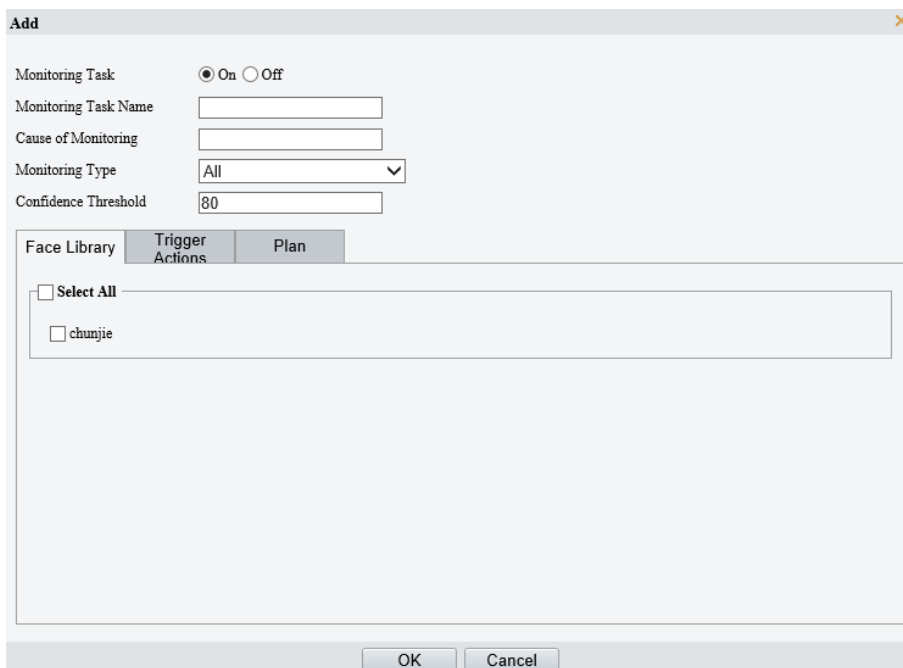 Add
Monitoring Task On Off
Monitoring Task Name
Cause of Monitoring
Monitoring Type All
Confidence Threshold 80
Face Library Trigger Actions Plan
Select All
chunjie
OK Cancel